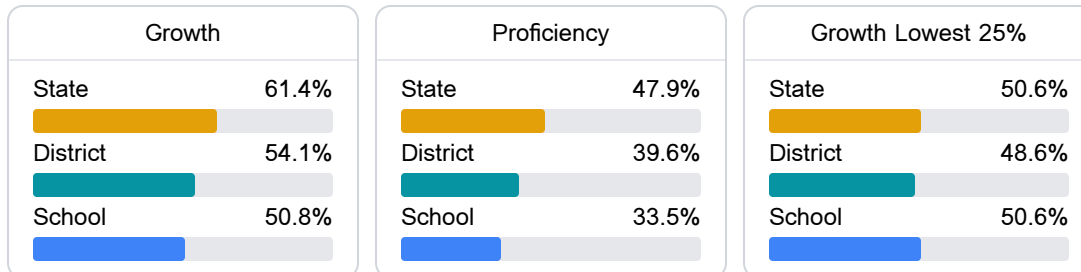 Growth
State 61.4%
District 54.1%
School 50.8%
Proficiency
State 47.9%
District 39.6%
School 33.5%
Growth Lowest 25%
State 50.6%
District 48.6%
School 50.6%